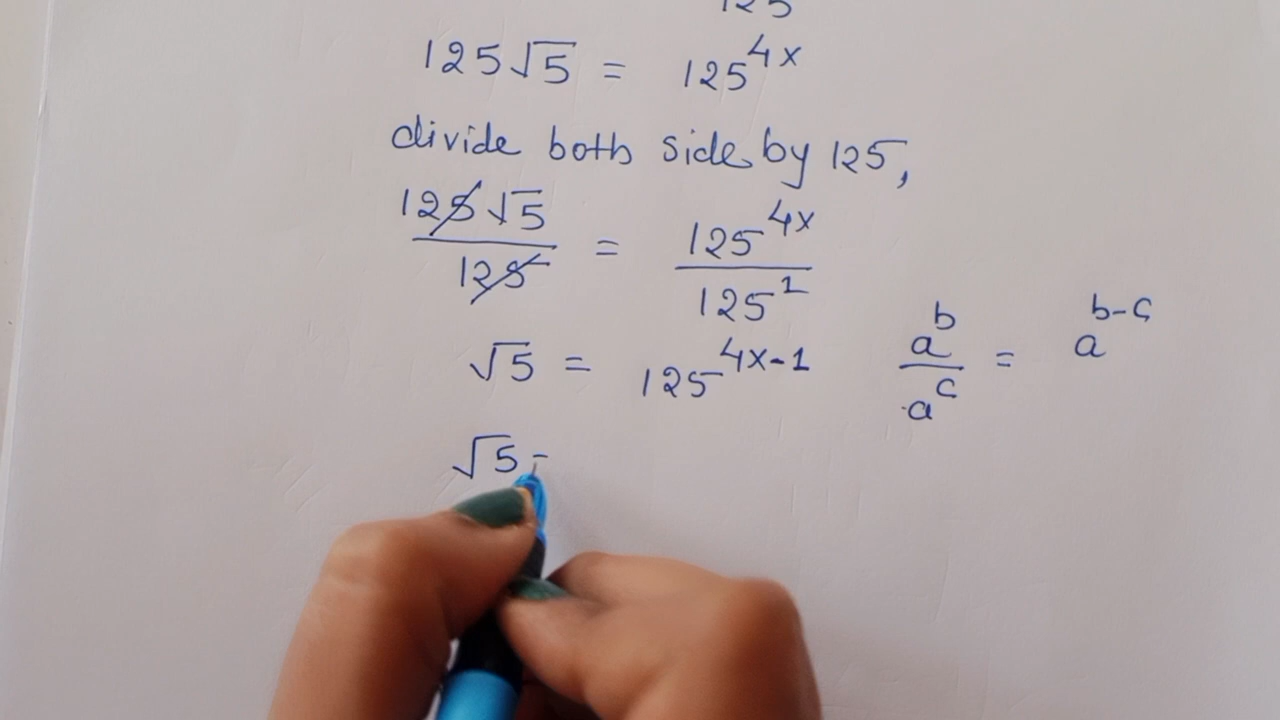 125
125√5 = 125^4x
divide both side by 125,
125√5/125 = 125^4x/125^1
√5 = 125^4x-1
a^b/a^c = a^b-c
√5 =